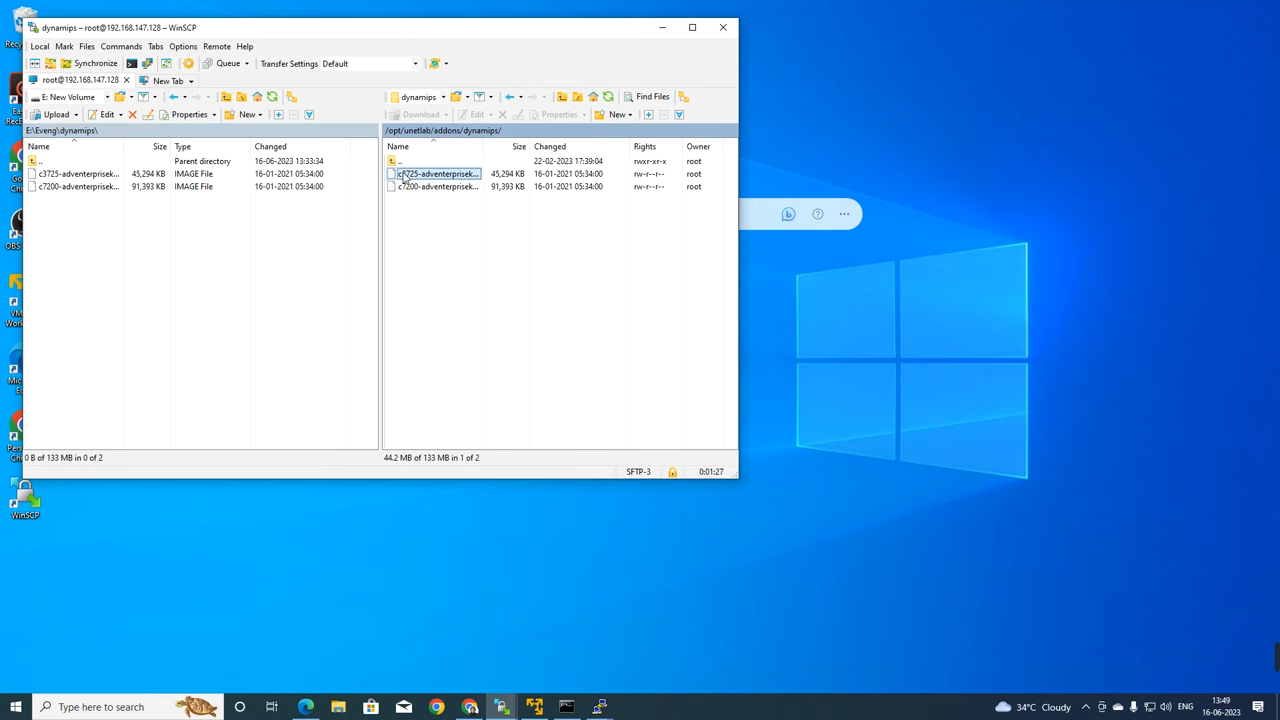 dynamips – root@192.168.147.128 – WinSCP
Local Mark Files Commands Tabs Options Remote Help
Synchronize Queue Transfer Settings Default
root@192.168.147.128 New Tab
E: New Volume dynamips Find Files
Upload Edit Properties New Download Edit Properties New
E:\Eveng\dynamips\ /opt/unetlab/addons/dynamips/
Name Size Type Changed Name Size Changed Rights Owner
.. Parent directory 16-06-2023 13:33:34 .. 22-02-2023 17:39:04 rwxr-xr-x root
c3725-adventerprisek... 45,294 KB IMAGE File 16-01-2021 05:34:00 c3725-adventerprisek... 45,294 KB 16-01-2021 05:34:00 rw-r--r-- root
c7200-adventerprisek... 91,393 KB IMAGE File 16-01-2021 05:34:00 c7200-adventerprisek... 91,393 KB 16-01-2021 05:34:00 rw-r--r-- root
0 B of 133 MB in 0 of 2 44.2 MB of 133 MB in 1 of 2
SFTP-3 0:01:27
Recy
OBS
VM
Work
Mic
E
Pers
WinSCP
Type here to search 34°C Cloudy ENG 13:49
16-06-2023